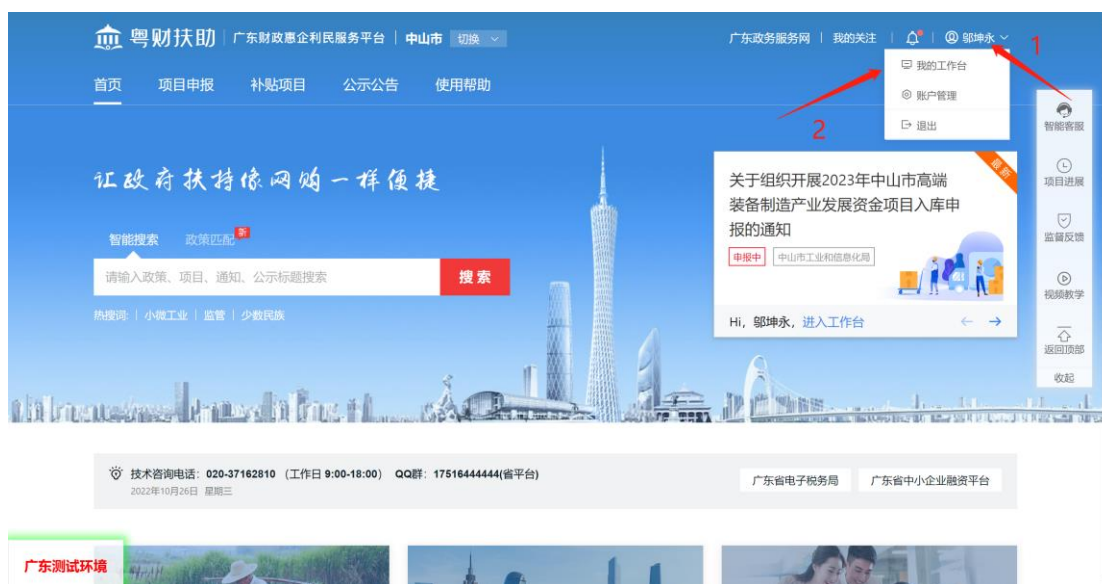 粤财扶助 广东财政惠企利民服务平台 中山市 切换
广东政务服务网 我的关注 邬坤永
1
我的工作台
账户管理
退出
2
首页 项目申报 补贴项目 公示公告 使用帮助
智能客服
项目进展
监督反馈
视频教学
返回顶部
收起
让政府扶持像网购一样便捷
智能搜索 政策匹配 新
请输入政策、项目、通知、公示标题搜索 搜索
热搜词: 小微工业 监管 少数民族
最新
关于组织开展2023年中山市高端
装备制造产业发展资金项目入库申
报的通知
申报中 中山市工业和信息化局
Hi, 邬坤永, 进入工作台
技术咨询电话: 020-37162810 (工作日 9:00-18:00) QQ群: 17516444444(省平台)
2022年10月26日 星期三
广东省电子税务局 广东省中小企业融资平台
广东测试环境